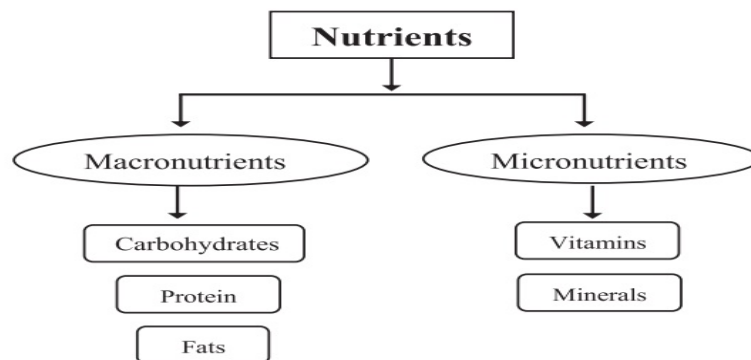 Nutrients
Macronutrients
Micronutrients
Carbohydrates
Vitamins
Protein
Minerals
Fats